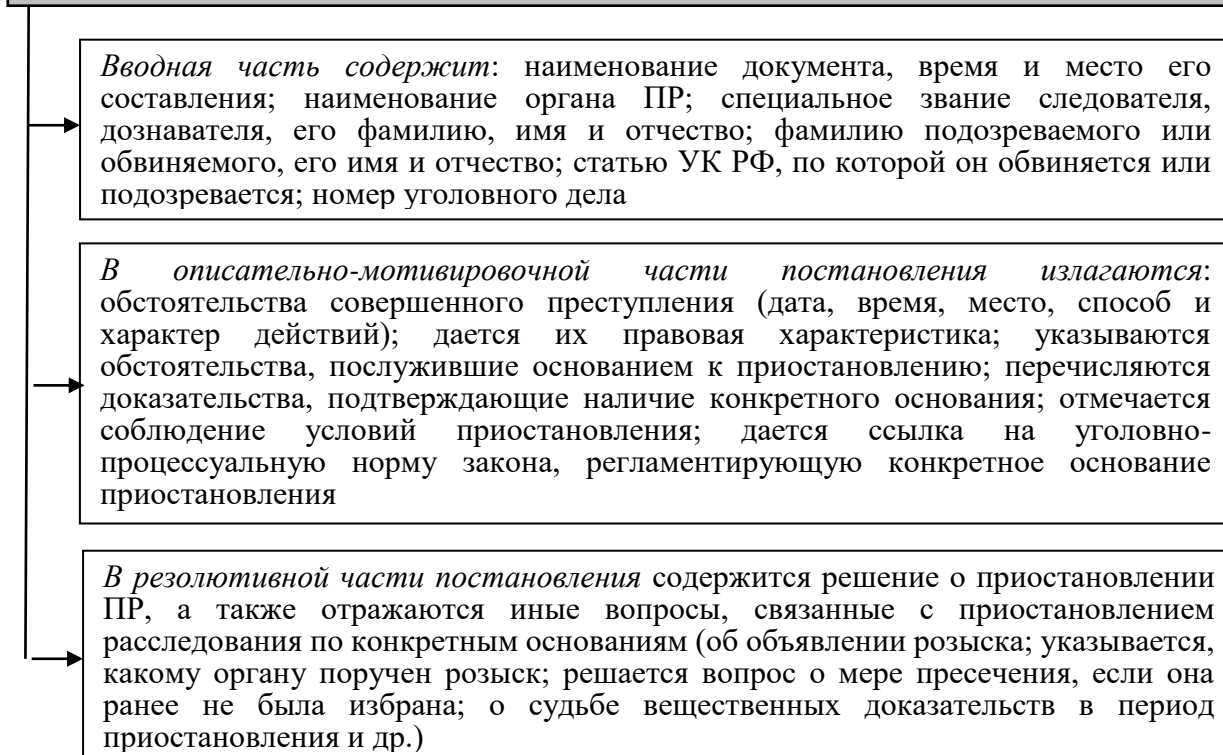 Вводная часть содержит: наименование документа, время и место его
составления; наименование органа ПР; специальное звание следователя,
дознавателя, его фамилию, имя и отчество; фамилию подозреваемого или
обвиняемого, его имя и отчество; статью УК РФ, по которой он обвиняется или
подозревается; номер уголовного дела
В описательно-мотивировочной части постановления излагаются:
обстоятельства совершенного преступления (дата, время, место, способ и
характер действий); дается их правовая характеристика; указываются
обстоятельства, послужившие основанием к приостановлению; перечисляются
доказательства, подтверждающие наличие конкретного основания; отмечается
соблюдение условий приостановления; дается ссылка на уголовно-
процессуальную норму закона, регламентирующую конкретное основание
приостановления
В резолютивной части постановления содержится решение о приостановлении
ПР, а также отражаются иные вопросы, связанные с приостановлением
расследования по конкретным основаниям (об объявлении розыска; указывается,
какому органу поручен розыск; решается вопрос о мере пресечения, если она
ранее не была избрана; о судьбе вещественных доказательств в период
приостановления и др.)